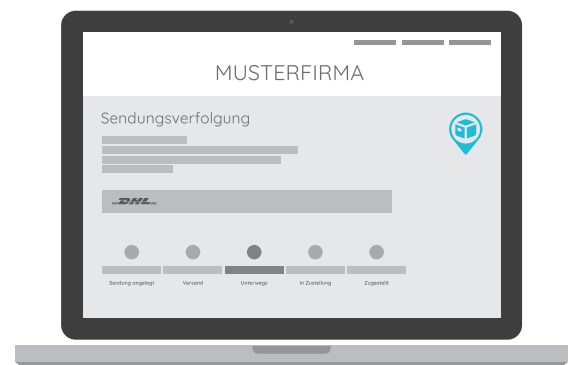 MUSTERFIRMA
Sendungsverfolgung
DHL
Sendung angelegt Versand Unterwegs In Zustellung Zugestellt